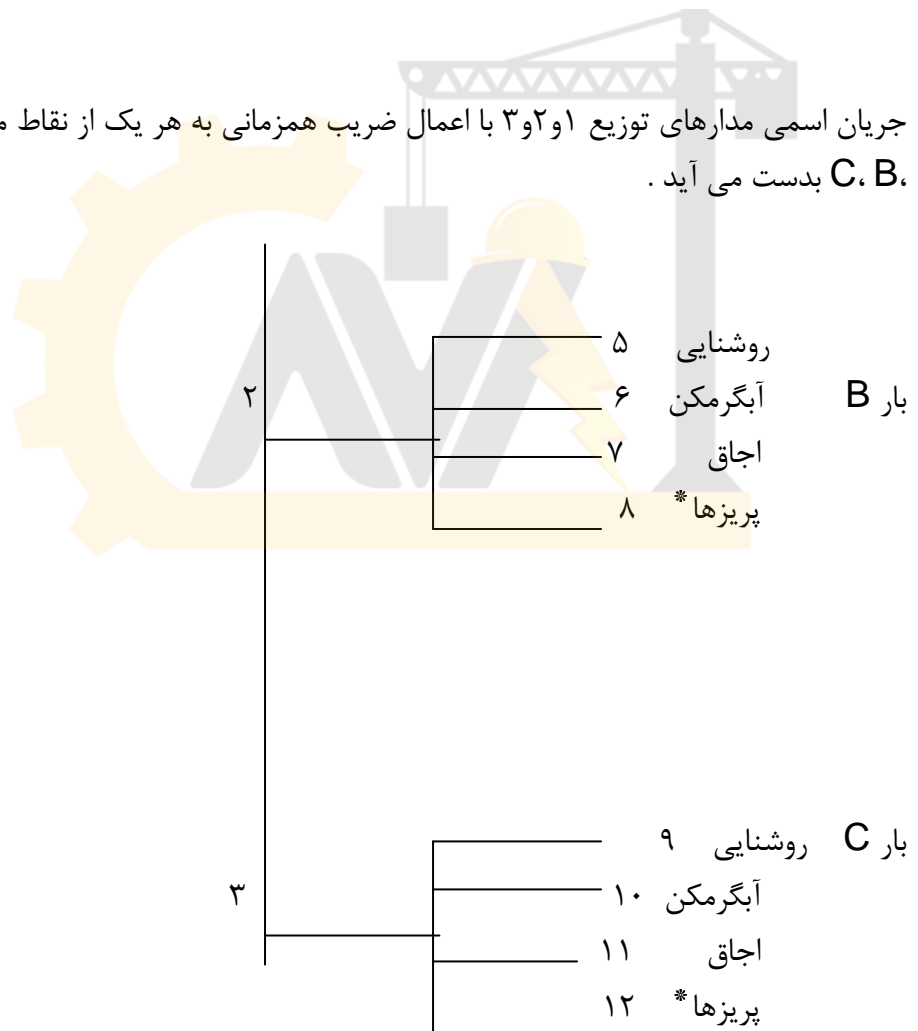 جریان اسمی مدارهای توزیع ۱و۲و۳ با اعمال ضریب همزمانی به هر یک از نقاط
C، B، بدست می آید .
روشنایی ۵
۲
بار B آبگرمکن ۶
اجاق ۷
پریزها* ۸
بار C روشنایی ۹
۳
آبگرمکن ۱۰
اجاق ۱۱
پریزها* ۱۲